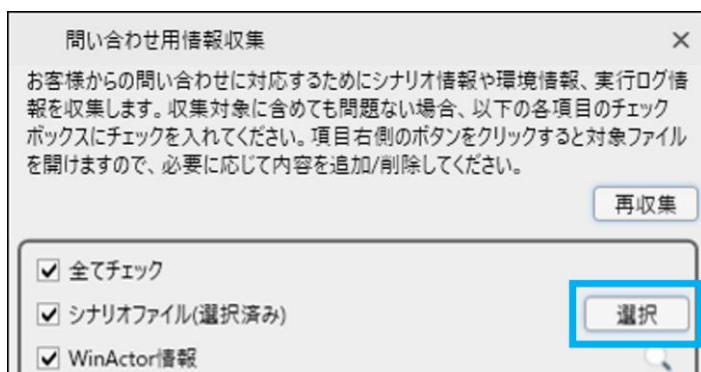 問い合わせ用情報収集
お客様からの問い合わせに対応するためにシナリオ情報や環境情報、実行ログ情
報を収集します。収集対象に含めても問題ない場合、以下の各項目のチェック
ボックスにチェックを入れてください。項目右側のボタンをクリックすると対象ファイル
を開けますので、必要に応じて内容を追加/削除してください。
再収集
全てチェック
シナリオファイル(選択済み) 選択
WinActor情報